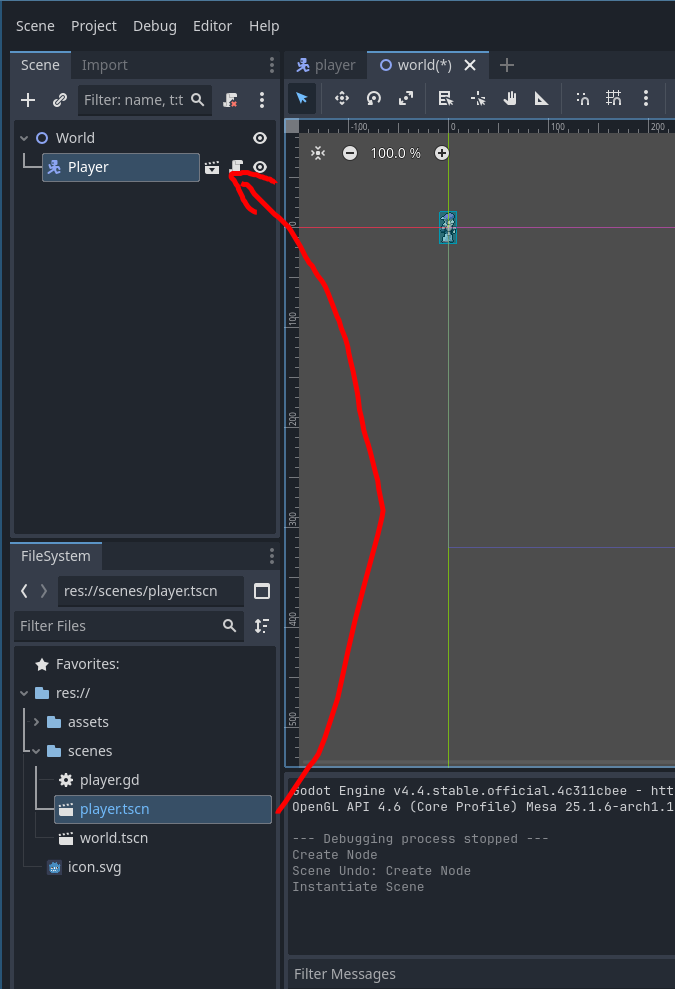 Scene Project Debug Editor Help
Scene Import
player world(*)
Filter: name, t:t
World
Player
-100 0 100 200
100.0 %
0
100
200
300
400
500
FileSystem
res://scenes/player.tscn
Filter Files
Favorites:
res://
assets
scenes
player.gd
player.tscn
world.tscn
icon.svg
Godot Engine v4.4.stable.official.4c311cbee - htt
OpenGL API 4.6 (Core Profile) Mesa 25.1.6-arch1.1
--- Debugging process stopped ---
Create Node
Scene Undo: Create Node
Instantiate Scene
Filter Messages